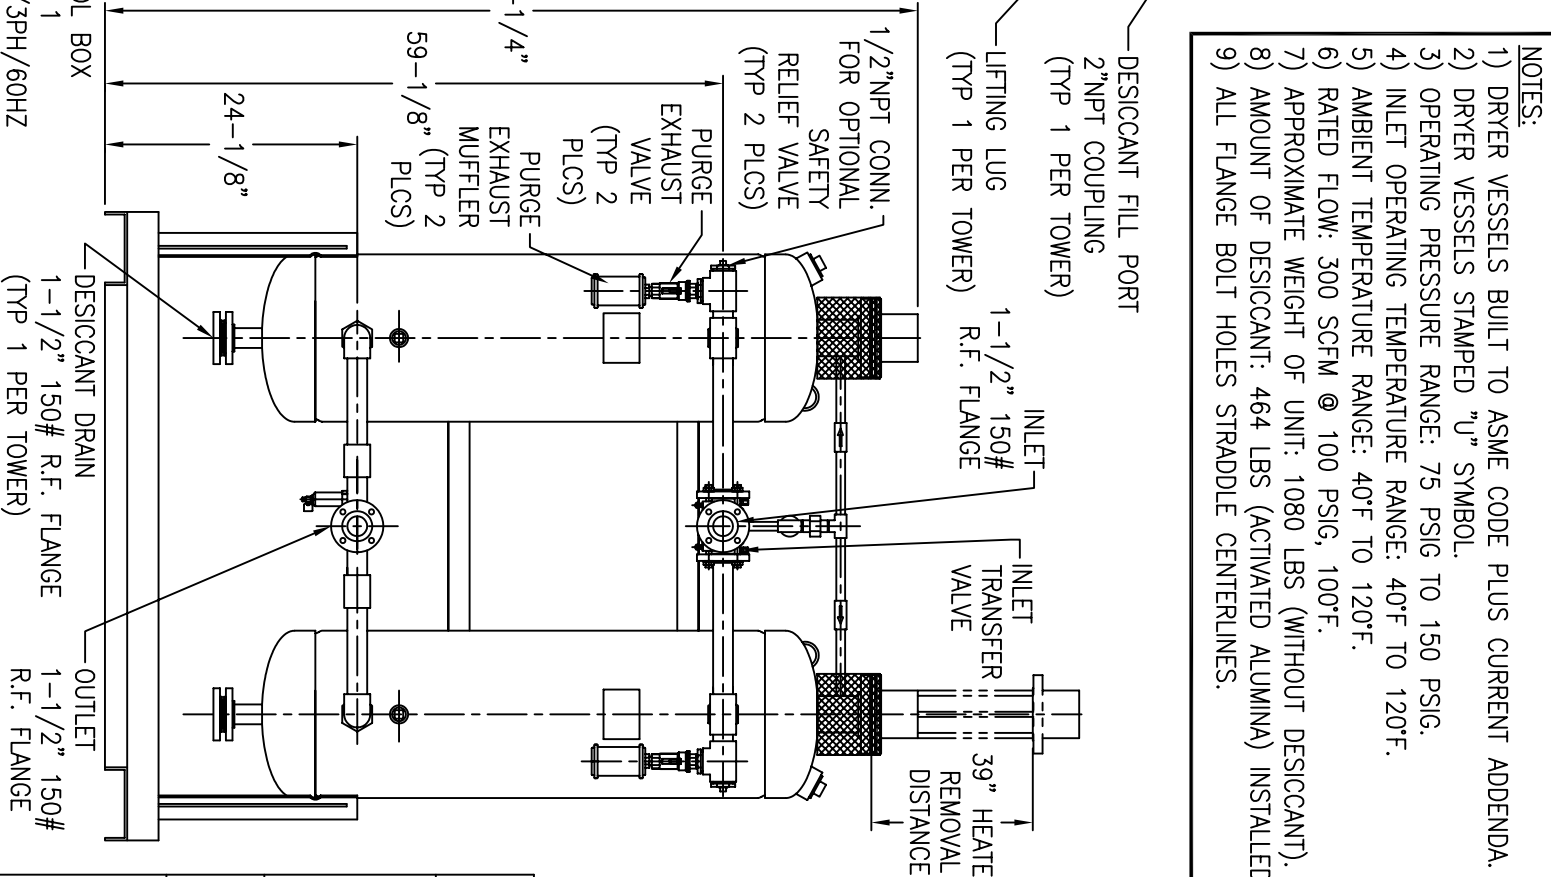 NOTES:
1) DRYER VESSELS BUILT TO ASME CODE PLUS CURRENT ADDENDA.
2) DRYER VESSELS STAMPED "U" SYMBOL.
3) OPERATING PRESSURE RANGE: 75 PSIG TO 150 PSIG.
4) INLET OPERATING TEMPERATURE RANGE: 40°F TO 120°F.
5) AMBIENT TEMPERATURE RANGE: 40°F TO 120°F.
6) RATED FLOW: 300 SCFM @ 100 PSIG, 100°F.
7) APPROXIMATE WEIGHT OF UNIT: 1080 LBS (WITHOUT DESICCANT).
8) AMOUNT OF DESICCANT: 464 LBS (ACTIVATED ALUMINA) INSTALLED
9) ALL FLANGE BOLT HOLES STRADDLE CENTERLINES.
DESICCANT FILL PORT
2"NPT COUPLING
(TYP 1 PER TOWER)
LIFTING LUG
(TYP 1 PER TOWER)
INLET
1-1/2" 150#
R.F. FLANGE
INLET
TRANSFER
VALVE
39" HEATE
REMOVAL
DISTANCE
1/2"NPT CONN.
FOR OPTIONAL
SAFETY
RELIEF VALVE
(TYP 2 PLCS)
PURGE
EXHAUST
VALVE
(TYP 2
PLCS)
PURGE
EXHAUST
MUFFLER
(TYP 2
PLCS)
-1/4"
59-1/8"
24-1/8"
OL BOX
1
/3PH/60HZ
DESICCANT DRAIN
1-1/2" 150# R.F. FLANGE
(TYP 1 PER TOWER)
OUTLET
1-1/2" 150#
R.F. FLANGE